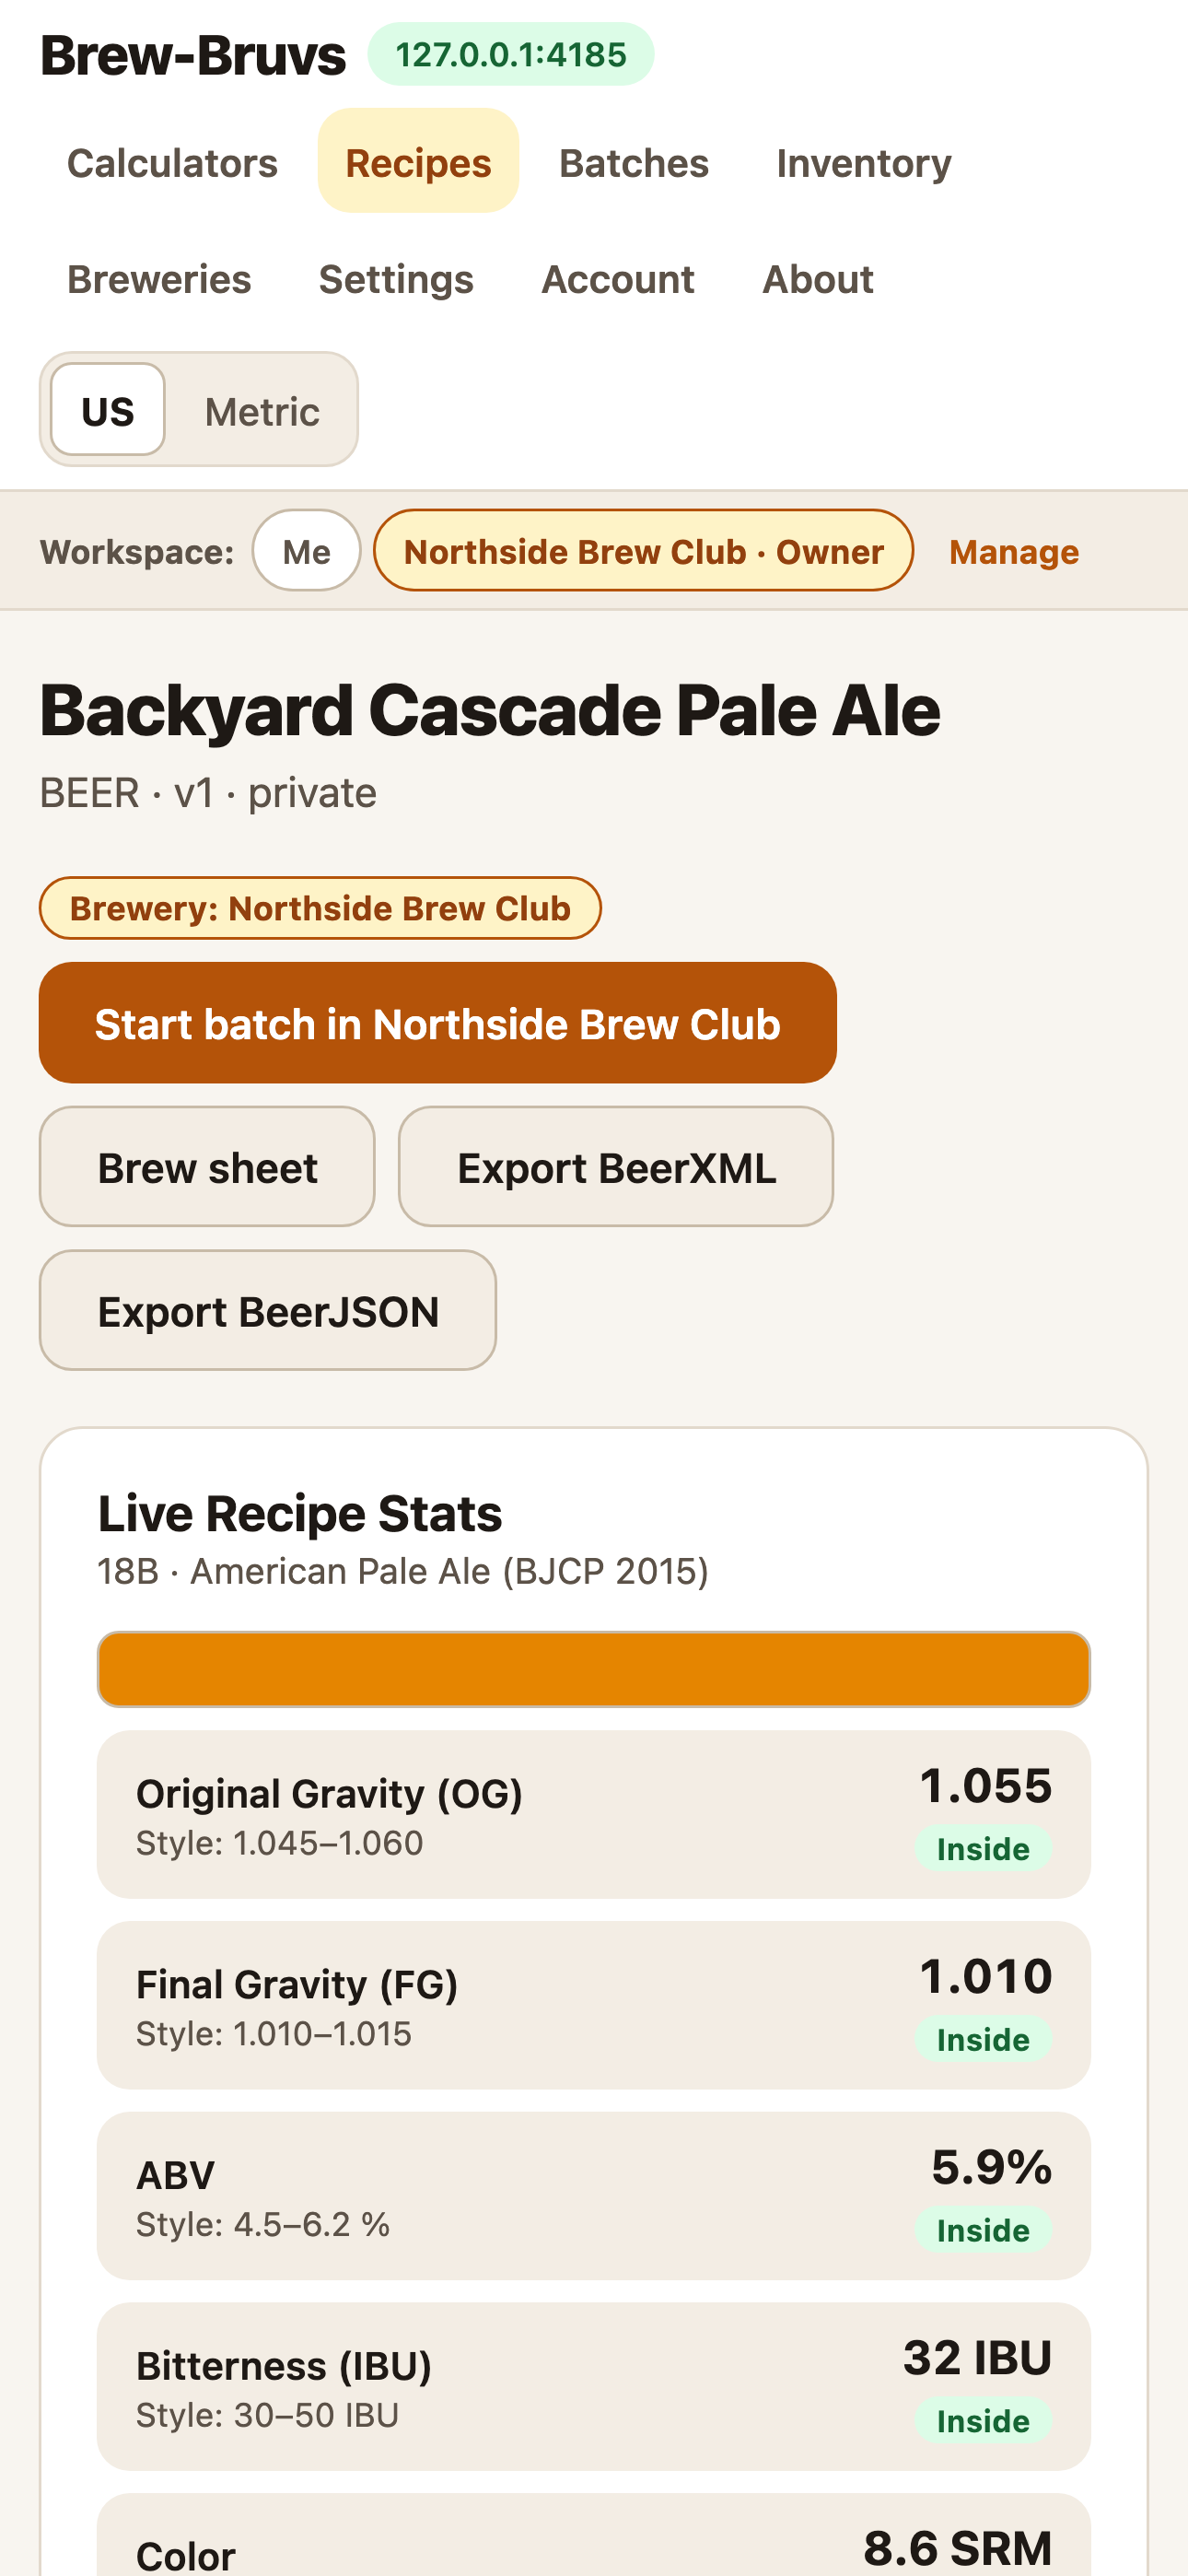 Brew-Bruvs 127.0.0.1:4185
Calculators Recipes Batches Inventory
Breweries Settings Account About
US Metric
Workspace: Me Northside Brew Club · Owner Manage
Backyard Cascade Pale Ale
BEER · v1 · private
Brewery: Northside Brew Club
Start batch in Northside Brew Club
Brew sheet Export BeerXML
Export BeerJSON
Live Recipe Stats
18B · American Pale Ale (BJCP 2015)
Original Gravity (OG) 1.055
Style: 1.045–1.060 Inside
Final Gravity (FG) 1.010
Style: 1.010–1.015 Inside
ABV 5.9%
Style: 4.5–6.2 % Inside
Bitterness (IBU) 32 IBU
Style: 30–50 IBU Inside
Color 8.6 SRM